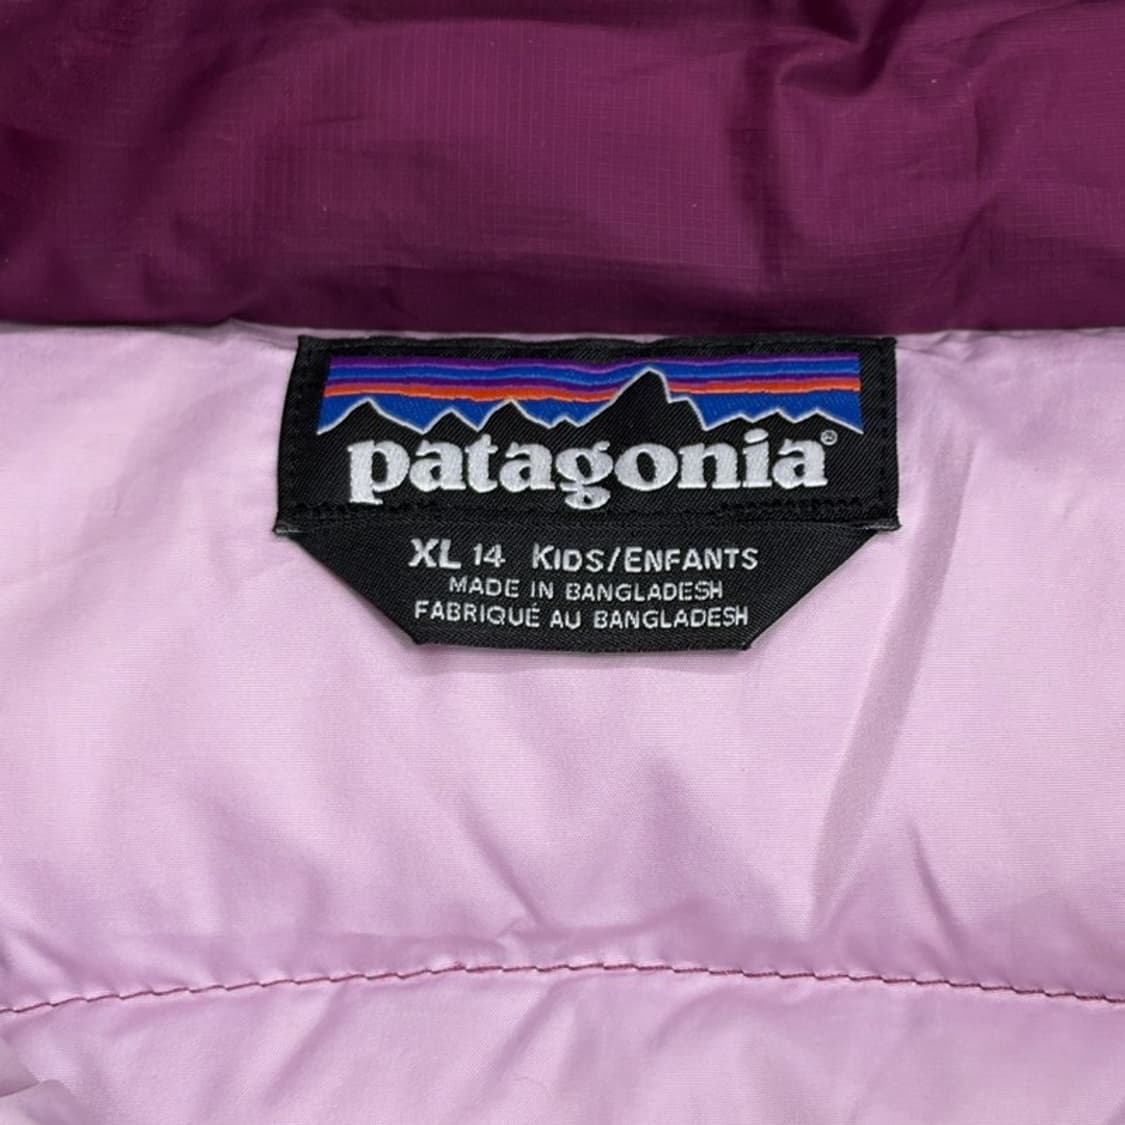 patagonia®
XL 14 KIDS/ENFANTS
MADE IN BANGLADESH
FABRIQUÉ AU BANGLADESH